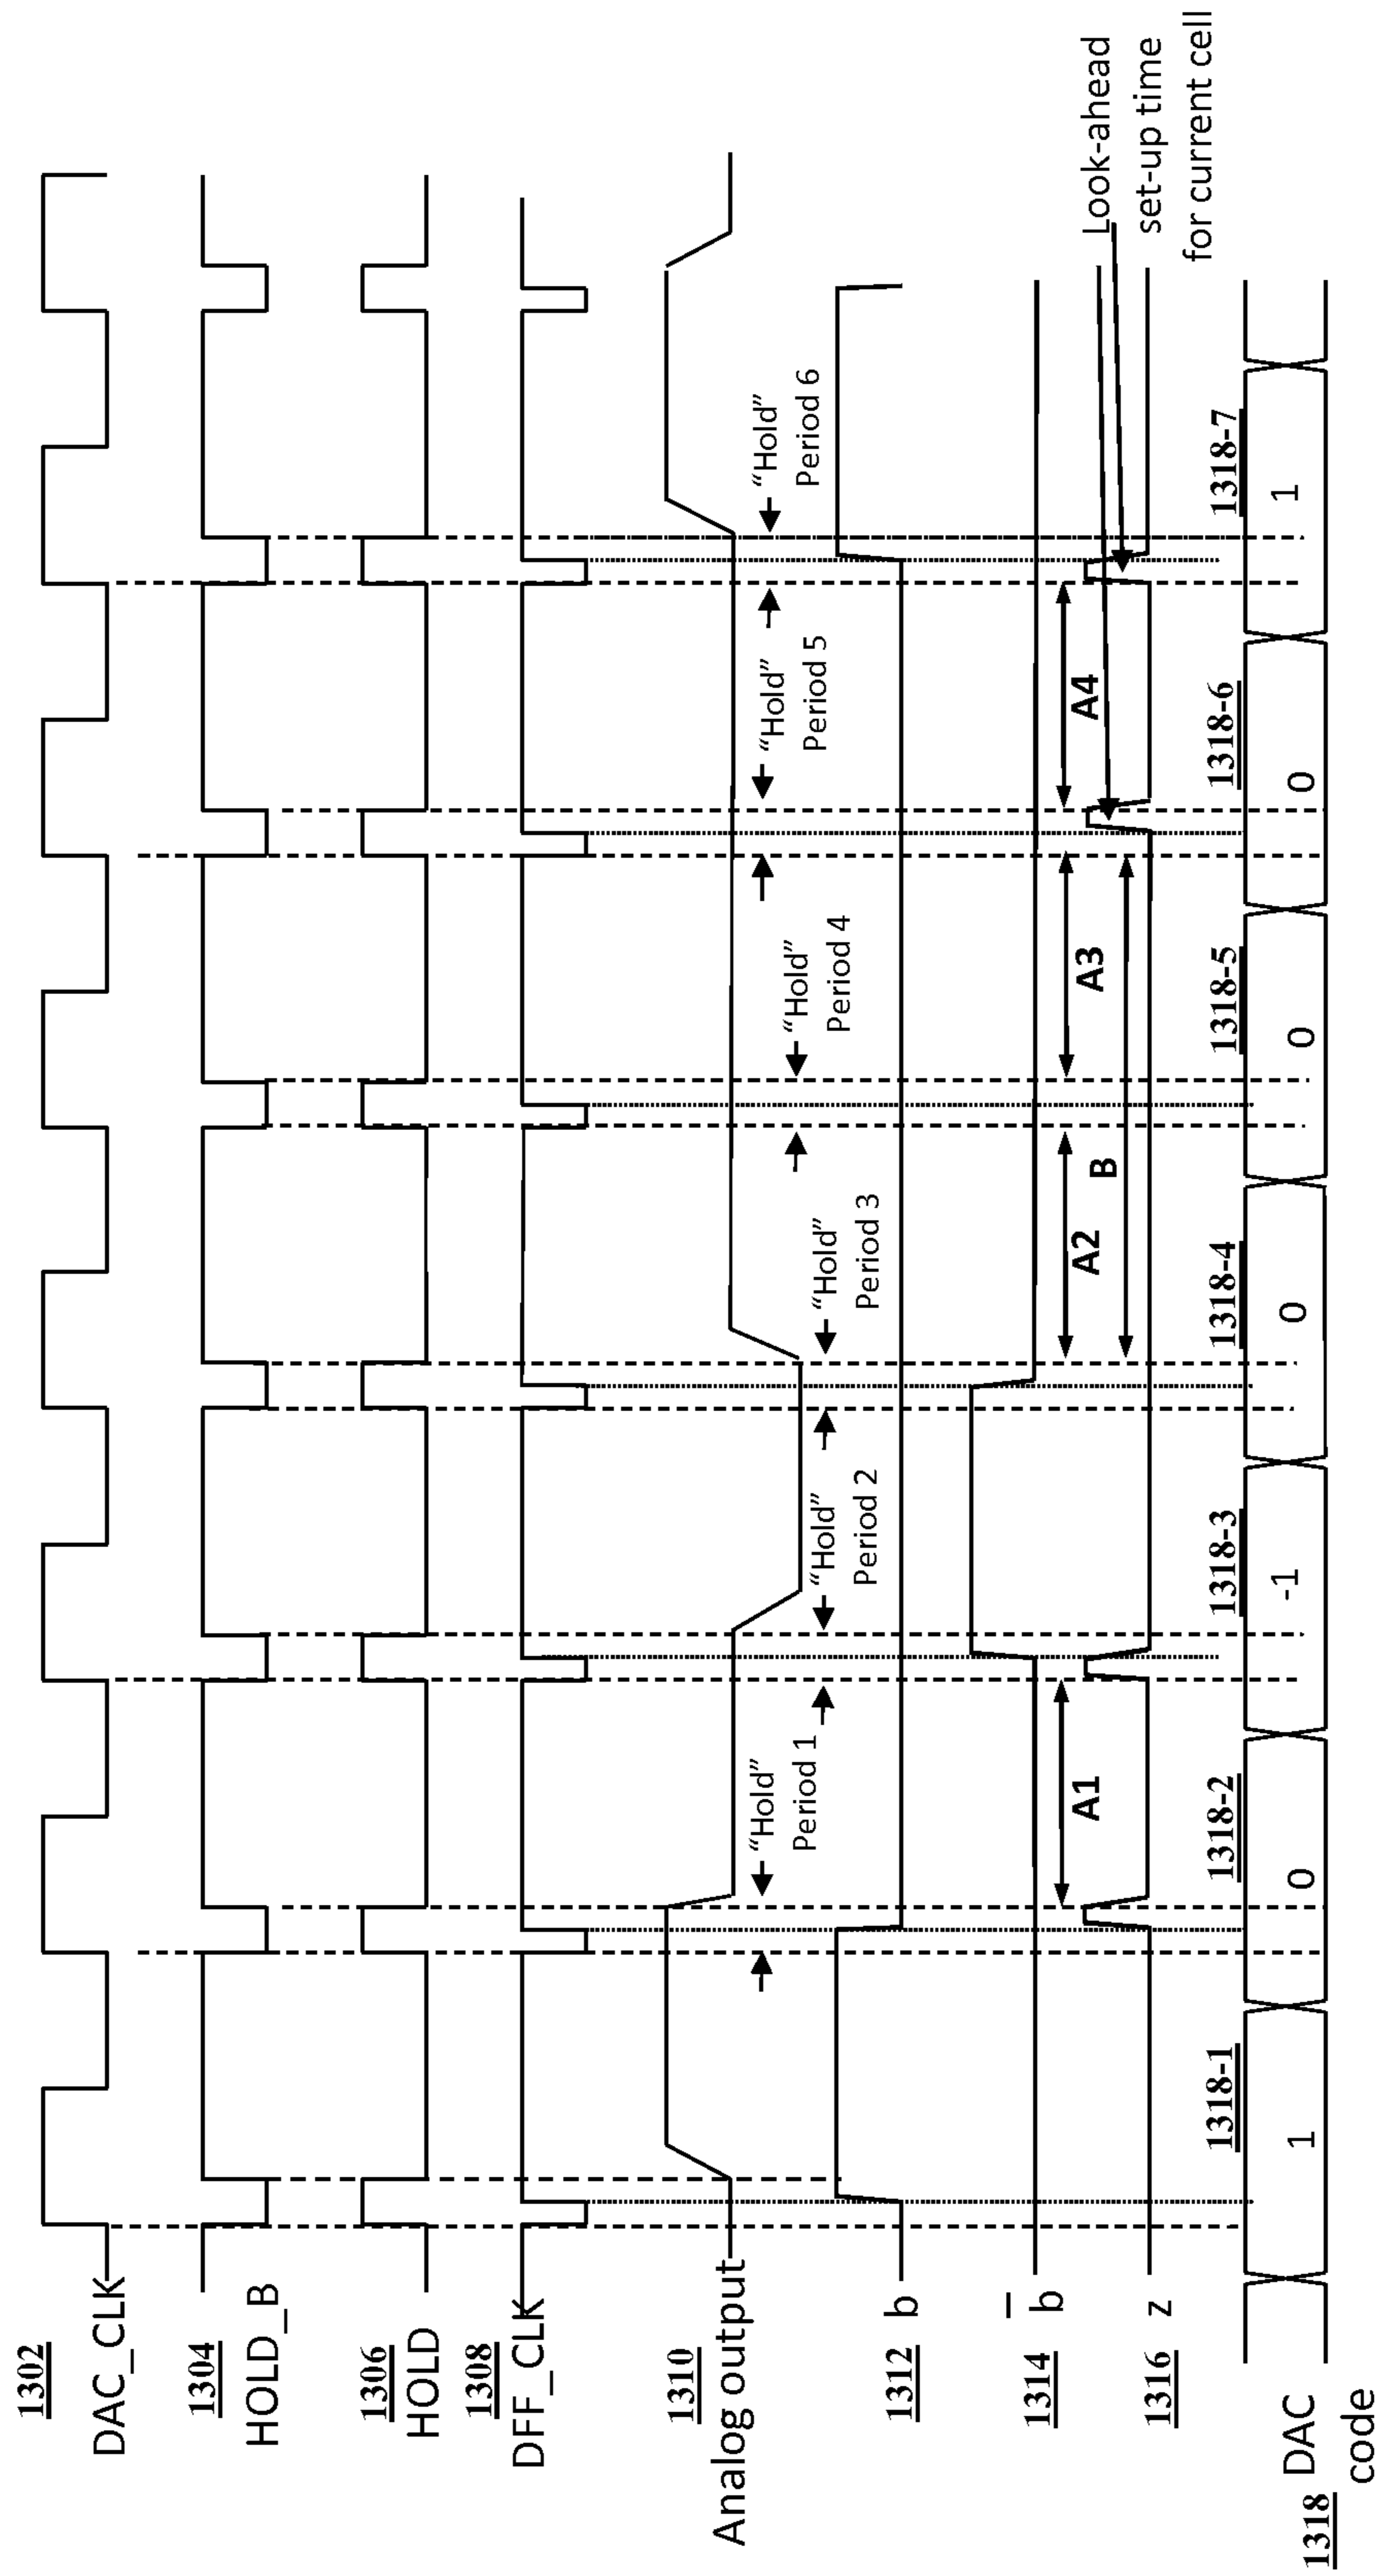 1302
DAC_CLK
1304
HOLD_B
1306
HOLD
1308
DFF_CLK
1310
Analog output
"Hold"
Period 1
"Hold"
Period 2
"Hold"
Period 3
"Hold"
Period 4
"Hold"
Period 5
"Hold"
Period 6
1312 b
1314 b̅
1316 z
A1
A2
A3
A4
B
Look-ahead
set-up time
for current cell
1318-1
1318-2
1318-3
1318-4
1318-5
1318-6
1318-7
1318 DAC
code
1 0 -1 0 0 0 1